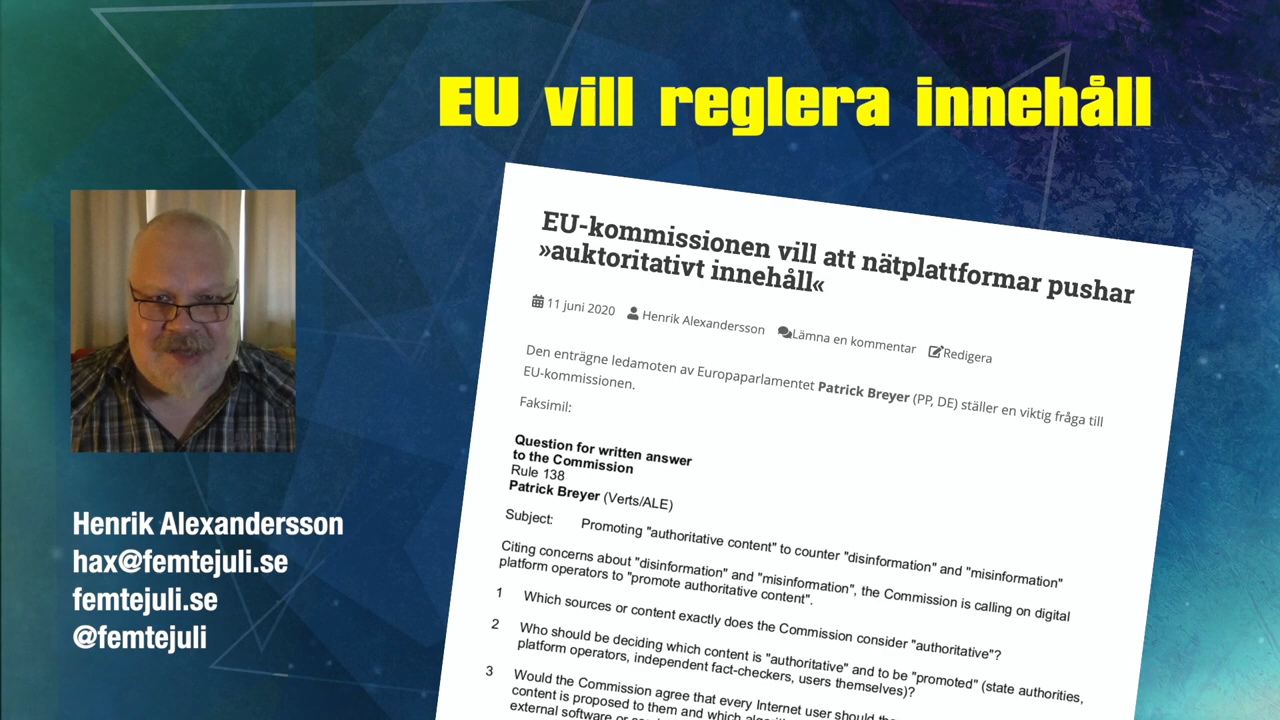 EU vill reglera innehåll
EU-kommissionen vill att nätplattformar pushar
»auktoritativt innehåll«
11 juni 2020 Henrik Alexandersson Lämna en kommentar Redigera
Den enträgne ledamoten av Europaparlamentet Patrick Breyer (PP, DE) ställer en viktig fråga till
EU-kommissionen.
Faksimil:
Question for written answer
to the Commission
Rule 138
Patrick Breyer (Verts/ALE)
Subject: Promoting "authoritative content" to counter "disinformation" and "misinformation"
Citing concerns about "disinformation" and "misinformation", the Commission is calling on digital
platform operators to "promote authoritative content".
1 Which sources or content exactly does the Commission consider "authoritative"?
2 Who should be deciding which content is "authoritative" and to be "promoted" (state authorities,
platform operators, independent fact-checkers, users themselves)?
3 Would the Commission agree that every Internet user should
content is proposed to them and which
external software or
Henrik Alexandersson
hax@femtejuli.se
femtejuli.se
@femtejuli